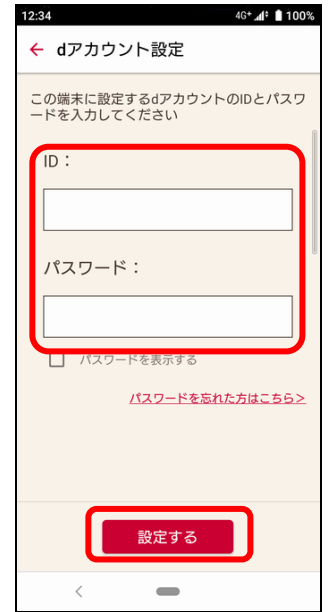 12:34 4G+ 100%
← dアカウント設定
この端末に設定するdアカウントのIDとパスワ
ードを入力してください
ID：
パスワード：
パスワードを表示する
パスワードを忘れた方はこちら＞
設定する